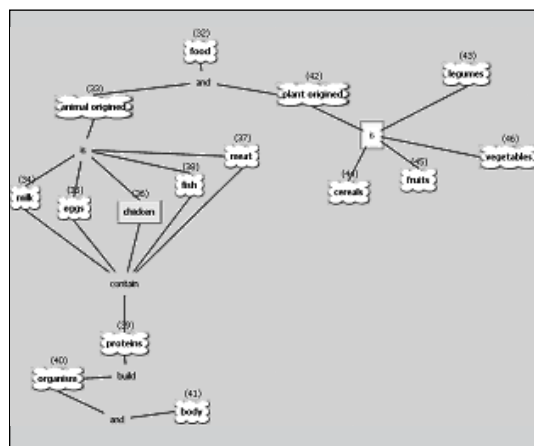 (32)
food
and
(33)
animal origined
(42)
plant origined
(43)
legumes
is
(34)
milk
(35)
eggs
(36)
chicken
(38)
fish
(37)
meat
(44)
cereals
(45)
fruits
(46)
vegetables
contain
(39)
proteins
build
(40)
organism
and
(41)
body